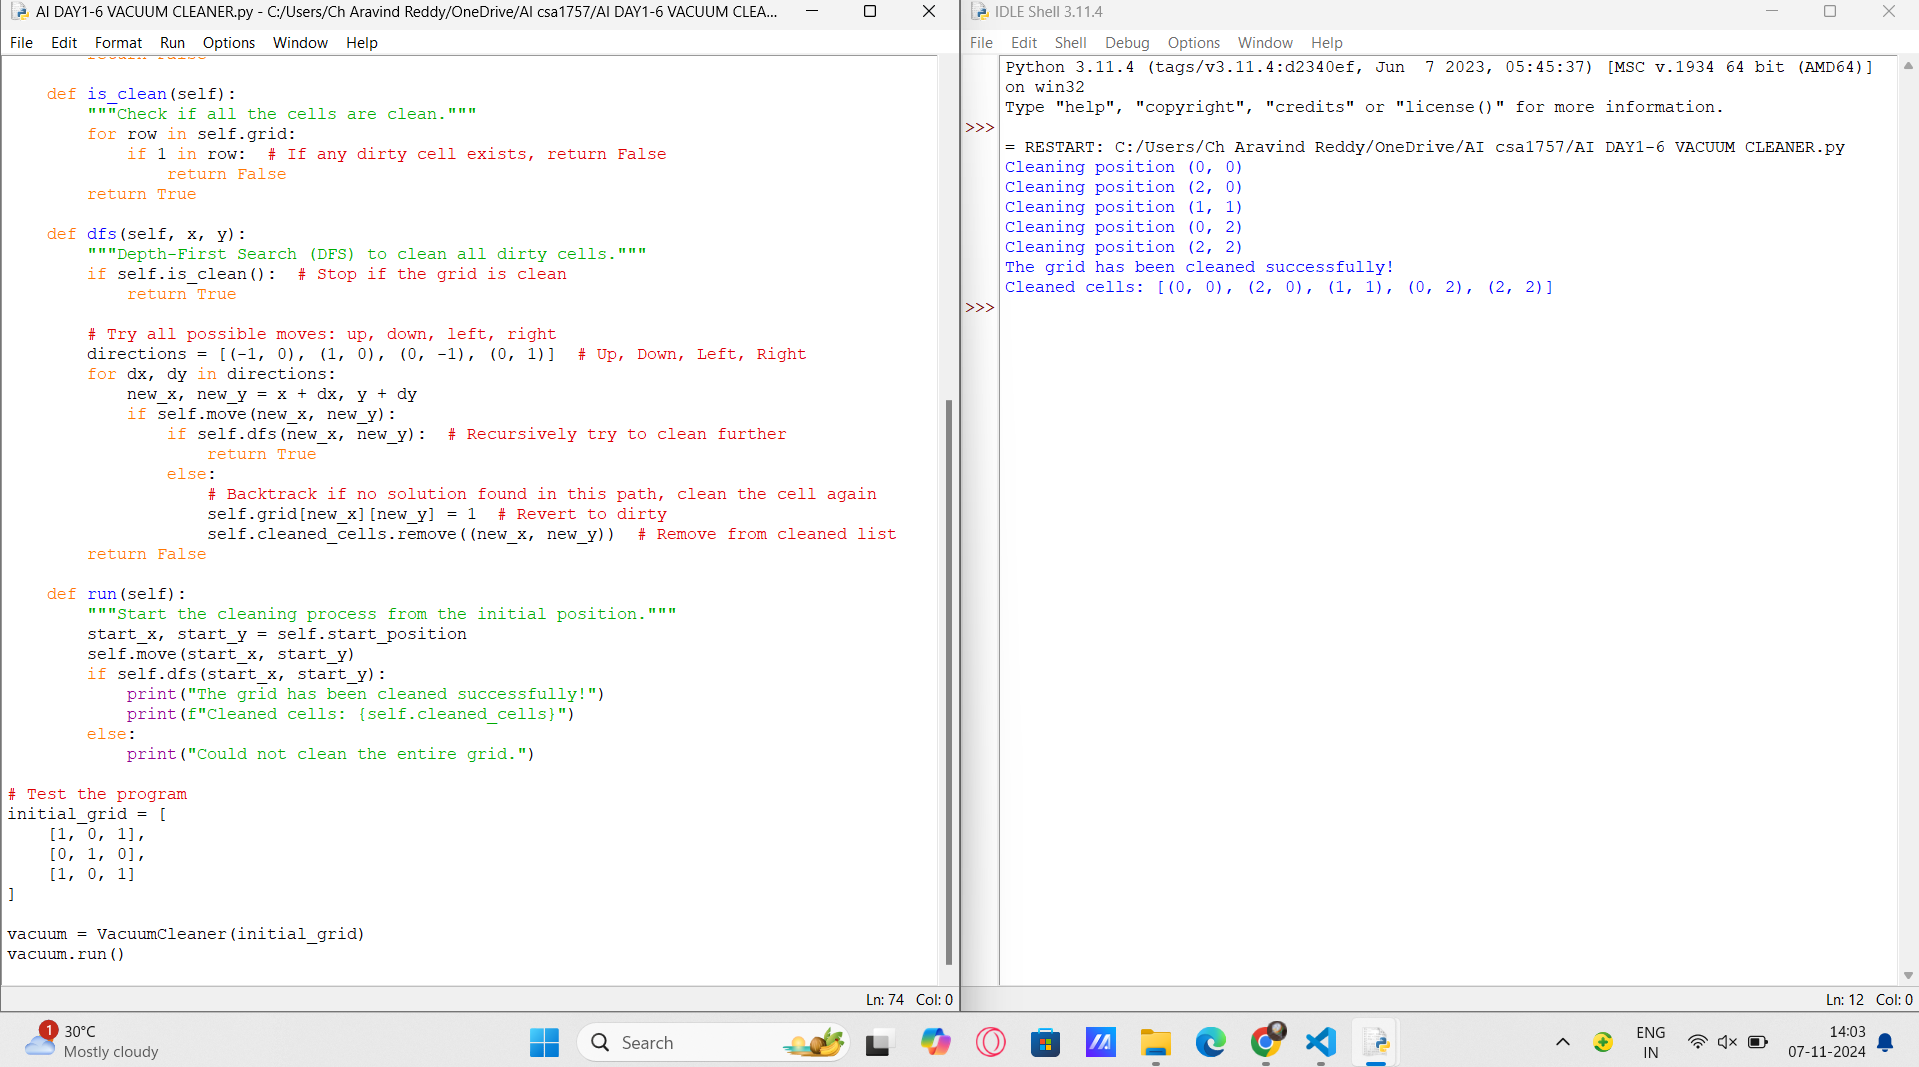 AI DAY1-6 VACUUM CLEANER.py - C:/Users/Ch Aravind Reddy/OneDrive/AI csa1757/AI DAY1-6 VACUUM CLEA...
File Edit Format Run Options Window Help
return False
def is_clean(self):
"""Check if all the cells are clean."""
for row in self.grid:
if 1 in row:  # If any dirty cell exists, return False
return False
return True
def dfs(self, x, y):
"""Depth-First Search (DFS) to clean all dirty cells."""
if self.is_clean():  # Stop if the grid is clean
return True
# Try all possible moves: up, down, left, right
directions = [(-1, 0), (1, 0), (0, -1), (0, 1)]  # Up, Down, Left, Right
for dx, dy in directions:
new_x, new_y = x + dx, y + dy
if self.move(new_x, new_y):
if self.dfs(new_x, new_y):  # Recursively try to clean further
return True
else:
# Backtrack if no solution found in this path, clean the cell again
self.grid[new_x][new_y] = 1  # Revert to dirty
self.cleaned_cells.remove((new_x, new_y))  # Remove from cleaned list
return False
def run(self):
"""Start the cleaning process from the initial position."""
start_x, start_y = self.start_position
self.move(start_x, start_y)
if self.dfs(start_x, start_y):
print("The grid has been cleaned successfully!")
print(f"Cleaned cells: {self.cleaned_cells}")
else:
print("Could not clean the entire grid.")
# Test the program
initial_grid = [
[1, 0, 1],
[0, 1, 0],
[1, 0, 1]
]
vacuum = VacuumCleaner(initial_grid)
vacuum.run()
Ln: 74 Col: 0
IDLE Shell 3.11.4
File Edit Shell Debug Options Window Help
Python 3.11.4 (tags/v3.11.4:d2340ef, Jun  7 2023, 05:45:37) [MSC v.1934 64 bit (AMD64)]
on win32
Type "help", "copyright", "credits" or "license()" for more information.
>>>
= RESTART: C:/Users/Ch Aravind Reddy/OneDrive/AI csa1757/AI DAY1-6 VACUUM CLEANER.py
Cleaning position (0, 0)
Cleaning position (2, 0)
Cleaning position (1, 1)
Cleaning position (0, 2)
Cleaning position (2, 2)
The grid has been cleaned successfully!
Cleaned cells: [(0, 0), (2, 0), (1, 1), (0, 2), (2, 2)]
>>>
Ln: 12 Col: 0
1
30°C
Mostly cloudy
Search
ENG
IN
14:03
07-11-2024